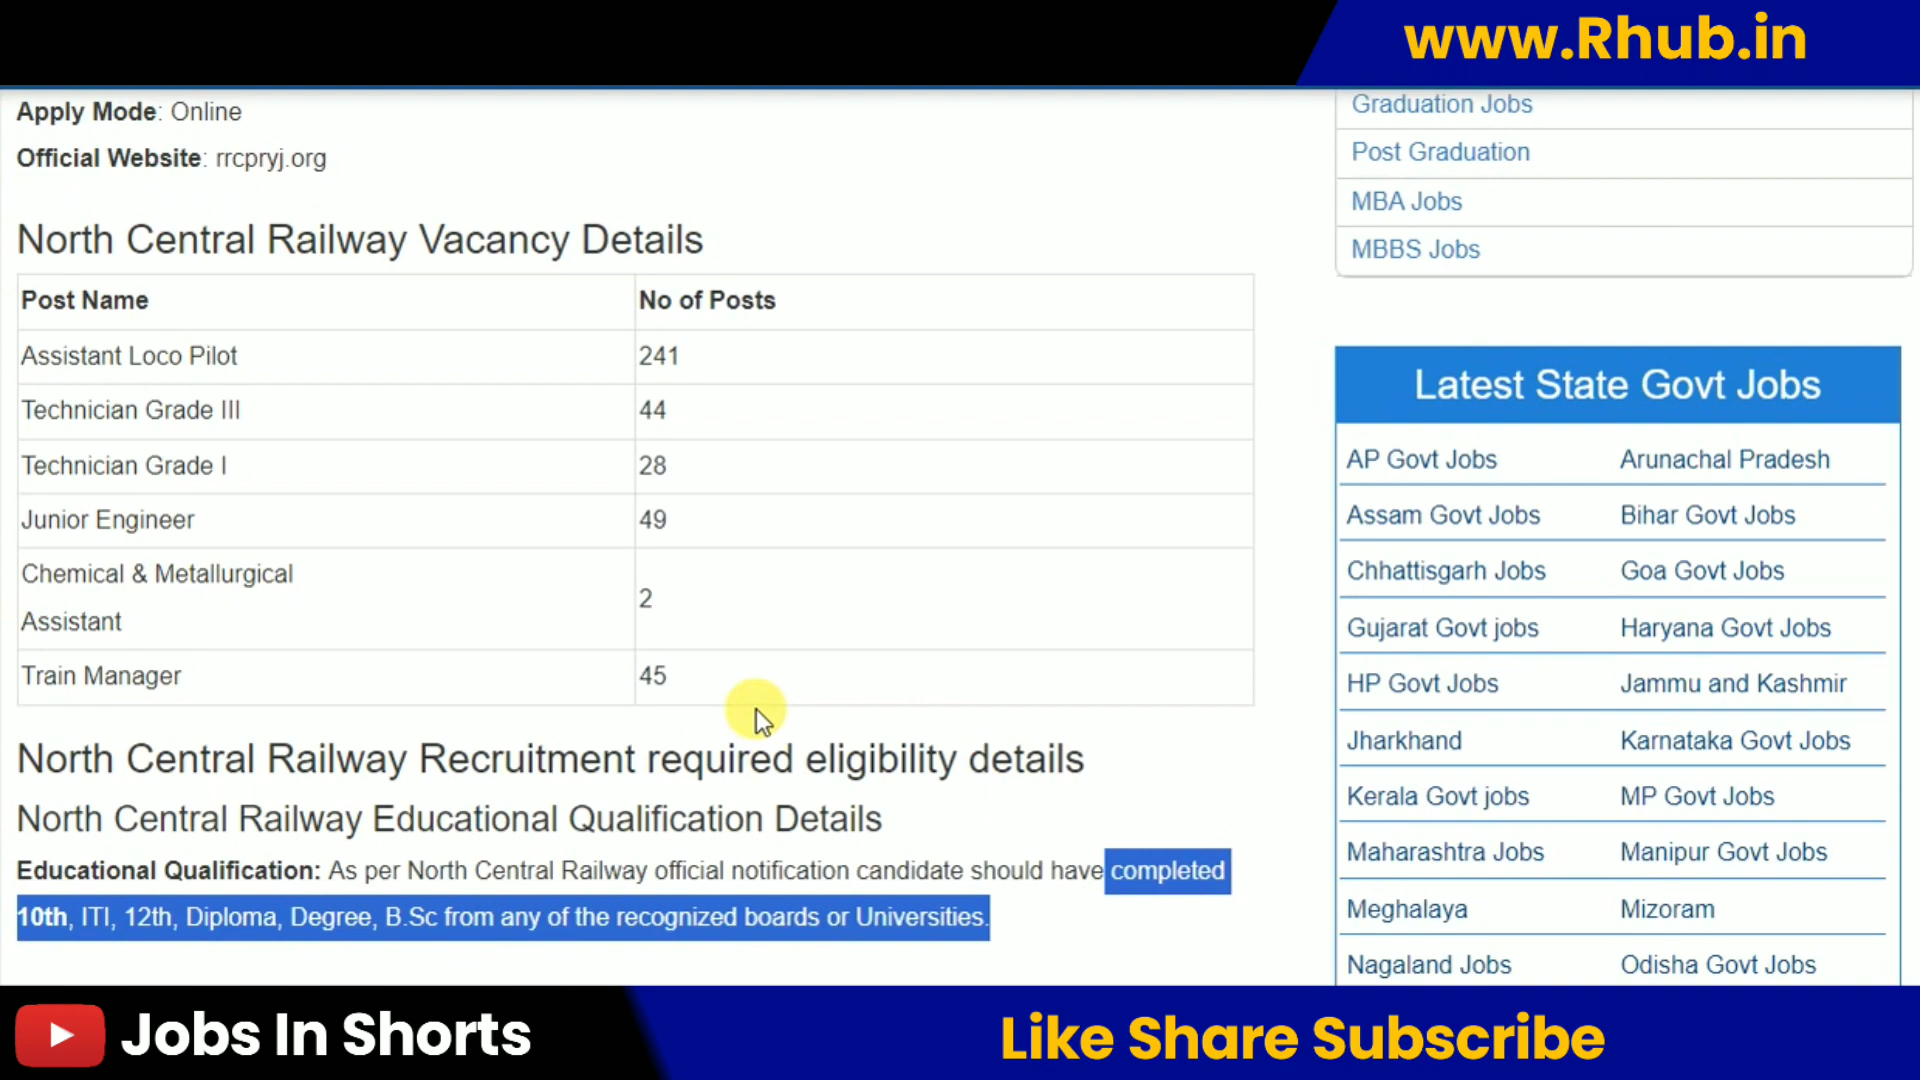 www.Rhub.in
Apply Mode: Online
Official Website: rrcpryj.org
North Central Railway Vacancy Details
Post Name No of Posts
Assistant Loco Pilot 241
Technician Grade III 44
Technician Grade I 28
Junior Engineer 49
Chemical & Metallurgical
Assistant
2
Train Manager 45
North Central Railway Recruitment required eligibility details
North Central Railway Educational Qualification Details
Educational Qualification: As per North Central Railway official notification candidate should have completed
10th, ITI, 12th, Diploma, Degree, B.Sc from any of the recognized boards or Universities.
Graduation Jobs
Post Graduation
MBA Jobs
MBBS Jobs
Latest State Govt Jobs
AP Govt Jobs Arunachal Pradesh
Assam Govt Jobs Bihar Govt Jobs
Chhattisgarh Jobs Goa Govt Jobs
Gujarat Govt jobs Haryana Govt Jobs
HP Govt Jobs Jammu and Kashmir
Jharkhand Karnataka Govt Jobs
Kerala Govt jobs MP Govt Jobs
Maharashtra Jobs Manipur Govt Jobs
Meghalaya Mizoram
Nagaland Jobs Odisha Govt Jobs
Jobs In Shorts
Like Share Subscribe